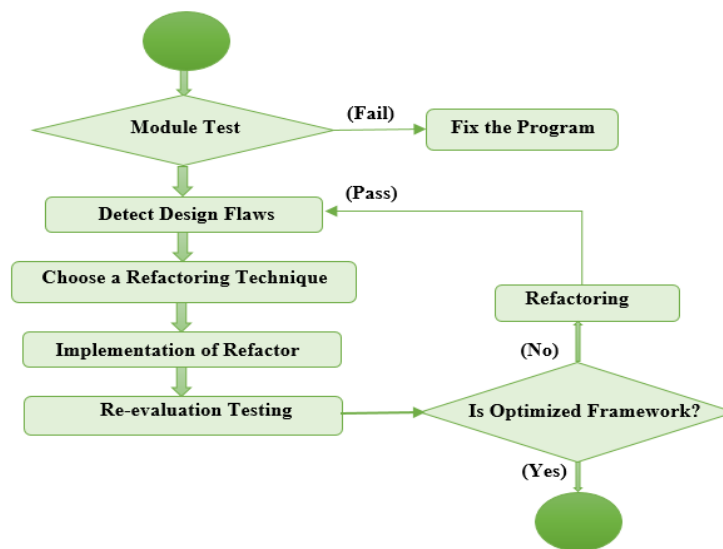 (Fail)
Module Test
Fix the Program
(Pass)
Detect Design Flaws
Choose a Refactoring Technique
Refactoring
Implementation of Refactor
(No)
Re-evaluation Testing
Is Optimized Framework?
(Yes)